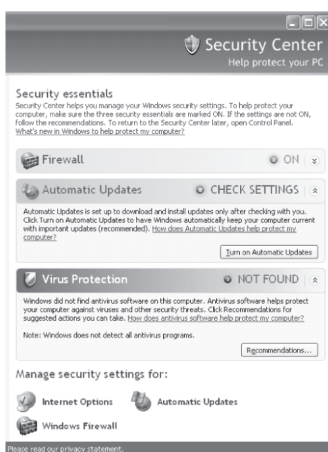 Security Center
Help protect your PC
Security essentials
Security Center helps you manage your Windows security settings. To help protect your
computer, make sure the three security essentials are marked ON. If the settings are not ON,
follow the recommendations. To return to the Security Center later, open Control Panel.
What's new in Windows to help protect my computer?
Firewall ON
Automatic Updates CHECK SETTINGS
Automatic Updates is set up to download and install updates only after checking with you.
Click Turn on Automatic Updates to have Windows automatically keep your computer current
with important updates (recommended). How does Automatic Updates help protect my
computer?
Turn on Automatic Updates
Virus Protection NOT FOUND
Windows did not find antivirus software on this computer. Antivirus software helps protect
your computer against viruses and other security threats. Click Recommendations for
suggested actions you can take. How does antivirus software help protect my computer?
Note: Windows does not detect all antivirus programs.
Recommendations...
Manage security settings for:
Internet Options Automatic Updates
Windows Firewall
Please read our privacy statement.